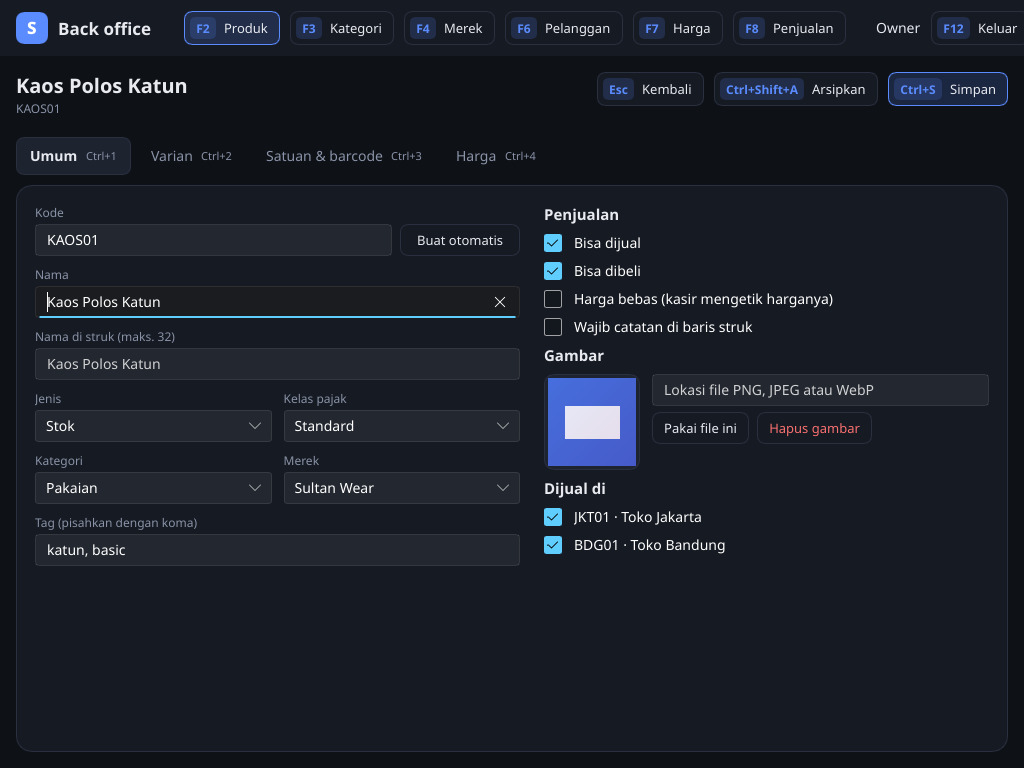 S Back office F2 Produk F3 Kategori F4 Merek F6 Pelanggan F7 Harga F8 Penjualan Owner F12 Keluar
Kaos Polos Katun
KAOS01
Esc Kembali Ctrl+Shift+A Arsipkan Ctrl+S Simpan
Umum Ctrl+1 Varian Ctrl+2 Satuan & barcode Ctrl+3 Harga Ctrl+4
Kode
KAOS01 Buat otomatis
Nama
Kaos Polos Katun
Nama di struk (maks. 32)
Kaos Polos Katun
Jenis Kelas pajak
Stok Standard
Kategori Merek
Pakaian Sultan Wear
Tag (pisahkan dengan koma)
katun, basic
Penjualan
Bisa dijual
Bisa dibeli
Harga bebas (kasir mengetik harganya)
Wajib catatan di baris struk
Gambar
Lokasi file PNG, JPEG atau WebP
Pakai file ini Hapus gambar
Dijual di
JKT01 · Toko Jakarta
BDG01 · Toko Bandung